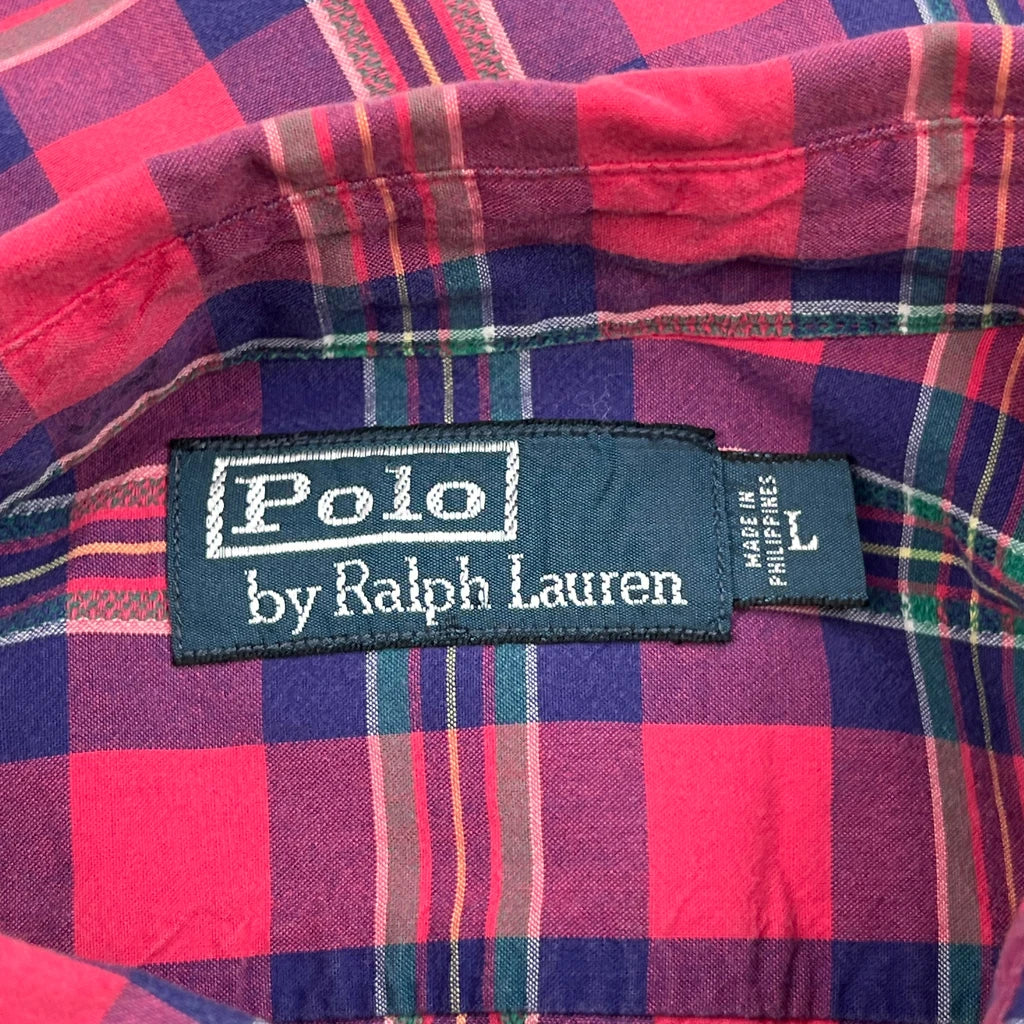 Polo
by Ralph Lauren
MADE IN
PHILIPPINES
L